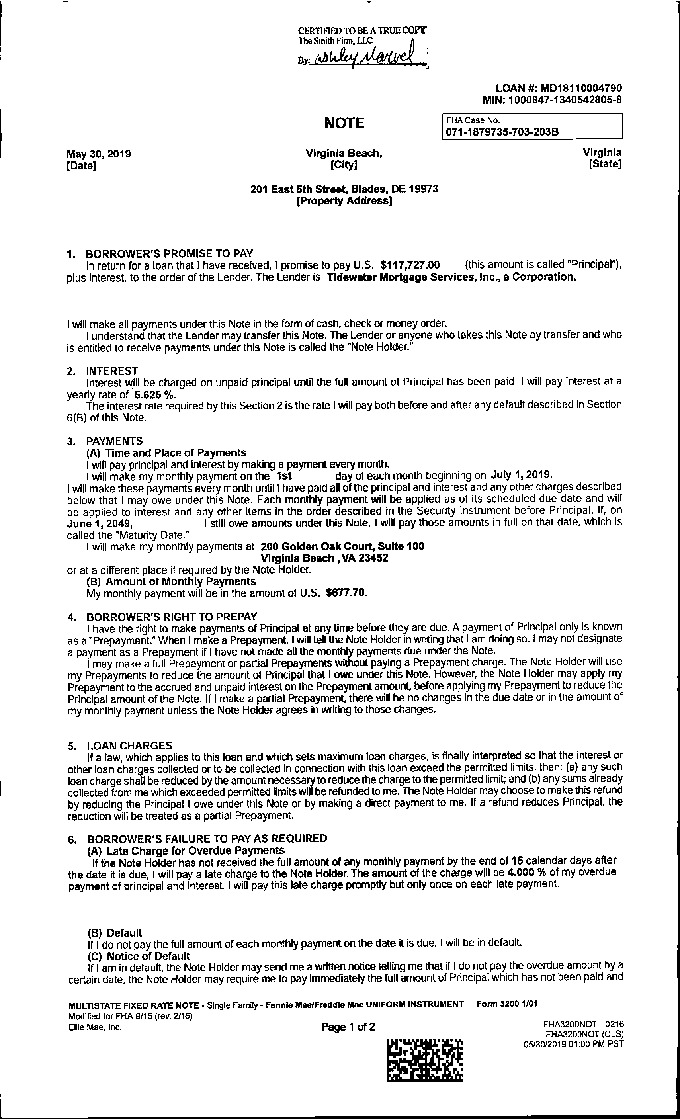 CERTIFIED TO BE A TRUE COPY
The Smith Firm, LLC
By: Ashley Marvel
LOAN #: MD18110004790
MIN: 1000847-1340542805-8
NOTE
FHA Case No.
071-1879735-703-203B
May 30, 2019 Virginia Beach, Virginia
[Date] [City] [State]
201 East 5th Street, Blades, DE 19973
[Property Address]
1. BORROWER'S PROMISE TO PAY
In return for a loan that I have received, I promise to pay U.S. $117,727.00 (this amount is called "Principal"),
plus interest, to the order of the Lender. The Lender is Tidewater Mortgage Services, Inc., a Corporation.
I will make all payments under this Note in the form of cash, check or money order.
I understand that the Lender may transfer this Note. The Lender or anyone who takes this Note by transfer and who
is entitled to receive payments under this Note is called the "Note Holder."
2. INTEREST
Interest will be charged on unpaid principal until the full amount of Principal has been paid. I will pay interest at a
yearly rate of 5.625 %.
The interest rate required by this Section 2 is the rate I will pay both before and after any default described in Section
6(B) of this Note.
3. PAYMENTS
(A) Time and Place of Payments
I will pay principal and interest by making a payment every month.
I will make my monthly payment on the 1st day of each month beginning on July 1, 2019.
I will make these payments every month until I have paid all of the principal and interest and any other charges described
below that I may owe under this Note. Each monthly payment will be applied as of its scheduled due date and will
be applied to interest and any other items in the order described in the Security Instrument before Principal. If, on
June 1, 2049, I still owe amounts under this Note, I will pay those amounts in full on that date, which is
called the "Maturity Date."
I will make my monthly payments at 200 Golden Oak Court, Suite 100
Virginia Beach ,VA 23452
or at a different place if required by the Note Holder.
(B) Amount of Monthly Payments
My monthly payment will be in the amount of U.S. $677.70.
4. BORROWER'S RIGHT TO PREPAY
I have the right to make payments of Principal at any time before they are due. A payment of Principal only is known
as a "Prepayment." When I make a Prepayment, I will tell the Note Holder in writing that I am doing so. I may not designate
a payment as a Prepayment if I have not made all the monthly payments due under the Note.
I may make a full Prepayment or partial Prepayments without paying a Prepayment charge. The Note Holder will use
my Prepayments to reduce the amount of Principal that I owe under this Note. However, the Note Holder may apply my
Prepayment to the accrued and unpaid interest on the Prepayment amount, before applying my Prepayment to reduce the
Principal amount of the Note. If I make a partial Prepayment, there will be no changes in the due date or in the amount of
my monthly payment unless the Note Holder agrees in writing to those changes.
5. LOAN CHARGES
If a law, which applies to this loan and which sets maximum loan charges, is finally interpreted so that the interest or
other loan charges collected or to be collected in connection with this loan exceed the permitted limits, then: (a) any such
loan charge shall be reduced by the amount necessary to reduce the charge to the permitted limit; and (b) any sums already
collected from me which exceeded permitted limits will be refunded to me. The Note Holder may choose to make this refund
by reducing the Principal I owe under this Note or by making a direct payment to me. If a refund reduces Principal, the
reduction will be treated as a partial Prepayment.
6. BORROWER'S FAILURE TO PAY AS REQUIRED
(A) Late Charge for Overdue Payments
If the Note Holder has not received the full amount of any monthly payment by the end of 15 calendar days after
the date it is due, I will pay a late charge to the Note Holder. The amount of the charge will be 4.000 % of my overdue
payment of principal and interest. I will pay this late charge promptly but only once on each late payment.
(B) Default
If I do not pay the full amount of each monthly payment on the date it is due, I will be in default.
(C) Notice of Default
If I am in default, the Note Holder may send me a written notice telling me that if I do not pay the overdue amount by a
certain date, the Note Holder may require me to pay immediately the full amount of Principal which has not been paid and
MULTISTATE FIXED RATE NOTE - Single Family - Fannie Mae/Freddie Mac UNIFORM INSTRUMENT Form 3200 1/01
Modified for FHA 9/15 (rev. 2/16)
Ellie Mae, Inc. Page 1 of 2 FHA3200NOT 0216
FHA3200NOT (CLS)
05/30/2019 01:00 PM PST